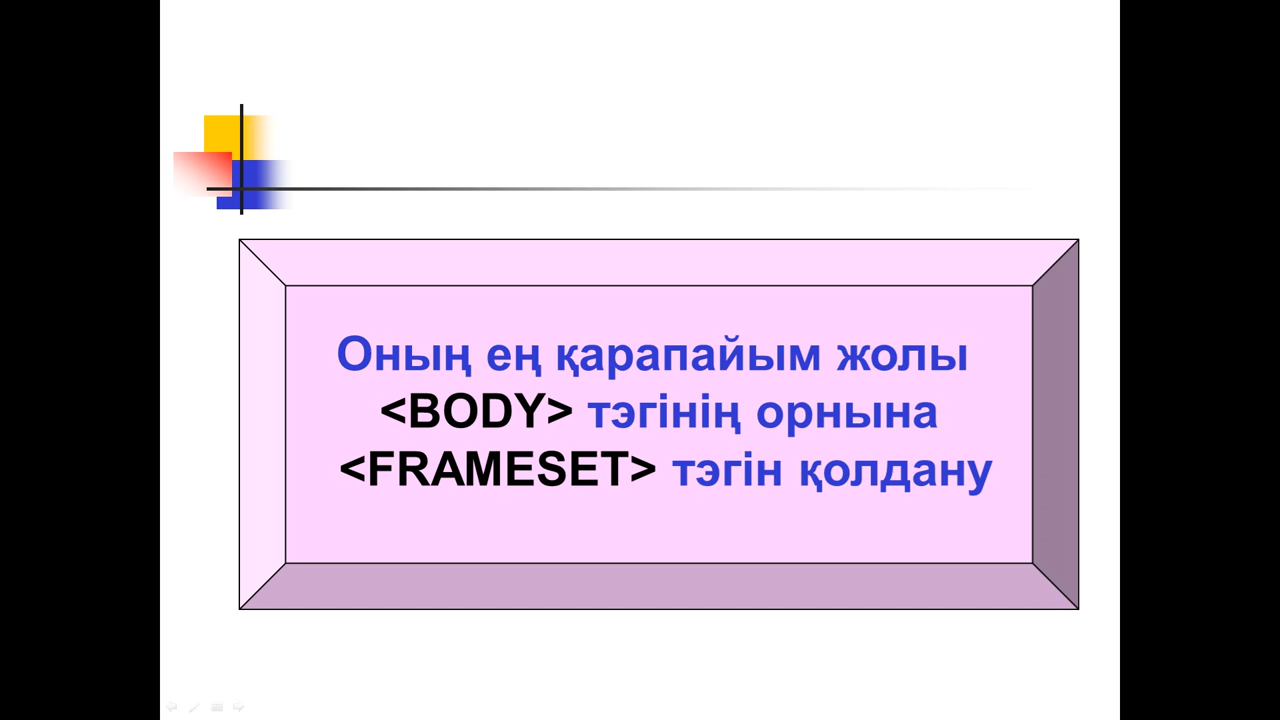 Оның ең қарапайым жолы
<BODY> тэгінің орнына
<FRAMESET> тэгін қолдану